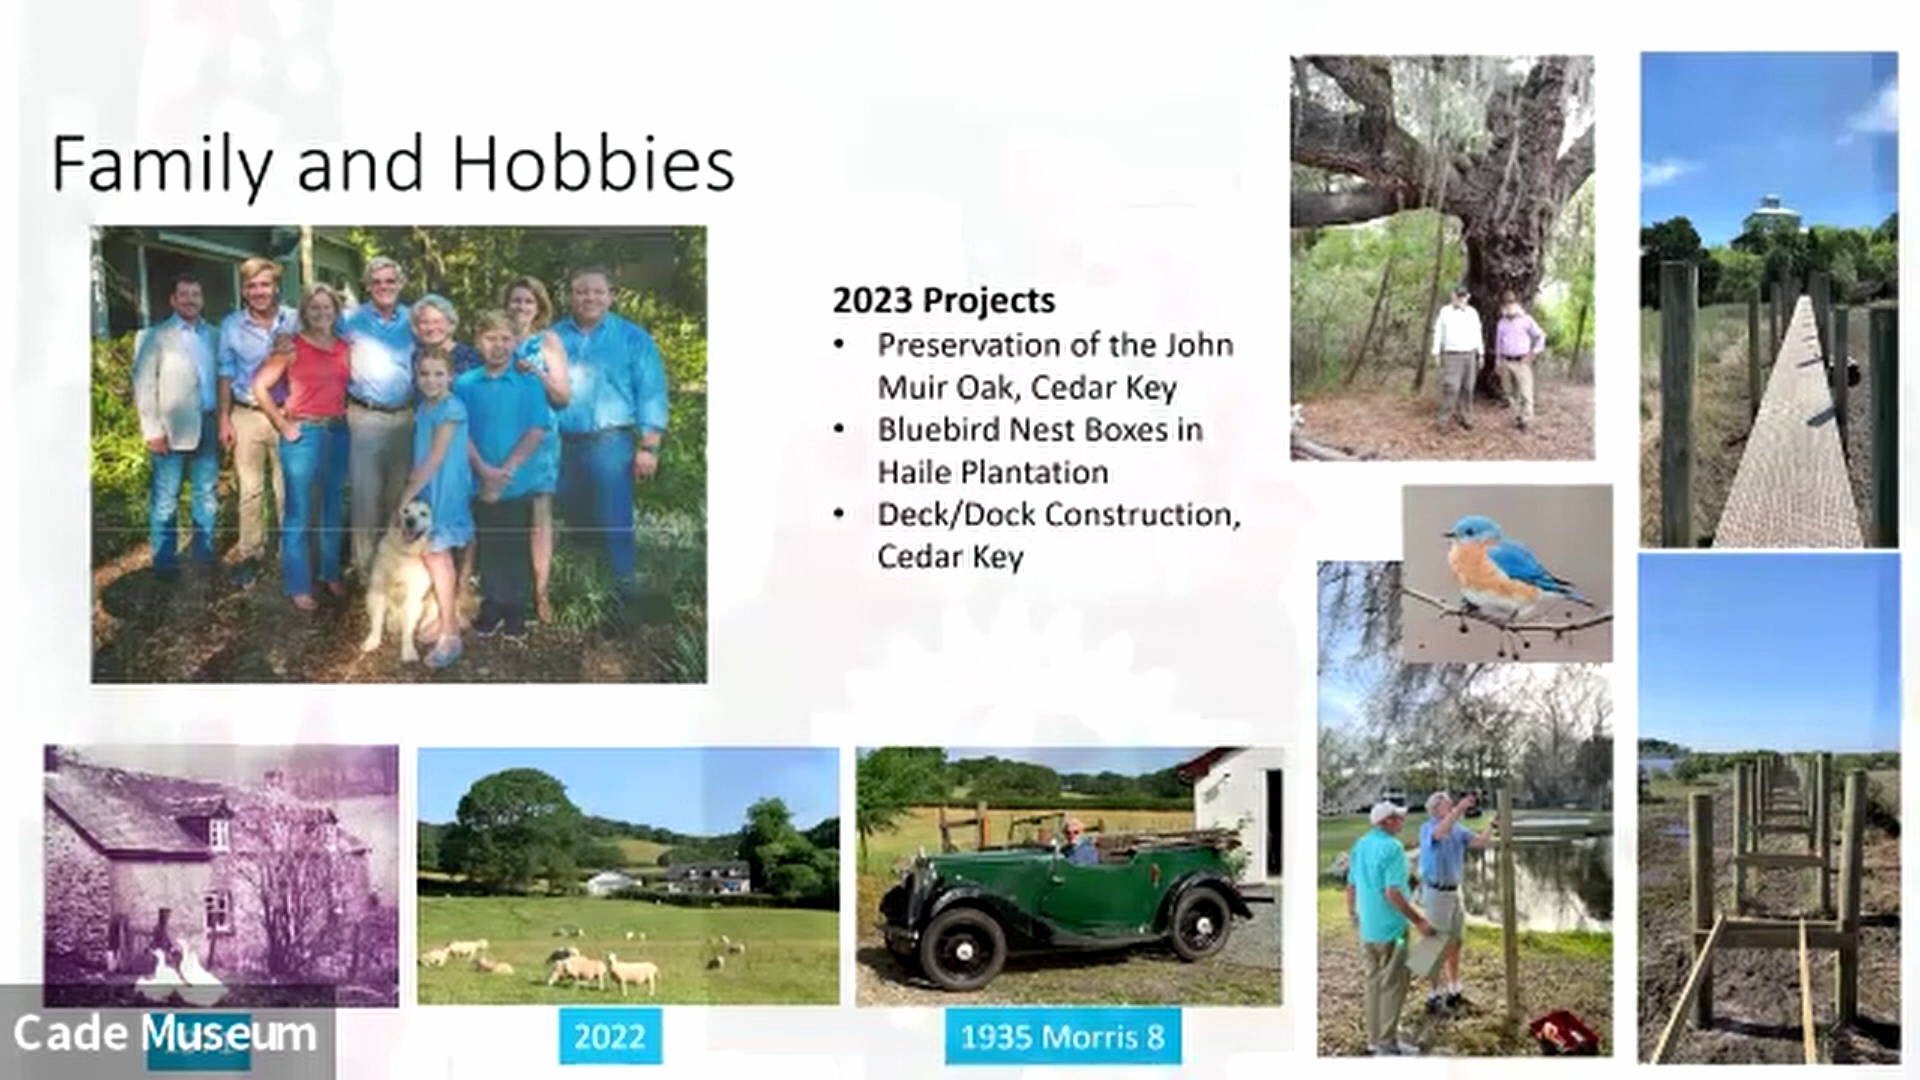 Family and Hobbies
2023 Projects
• Preservation of the John
Muir Oak, Cedar Key
• Bluebird Nest Boxes in
Haile Plantation
• Deck/Dock Construction,
Cedar Key
Cade Museum
2022
1935 Morris 8